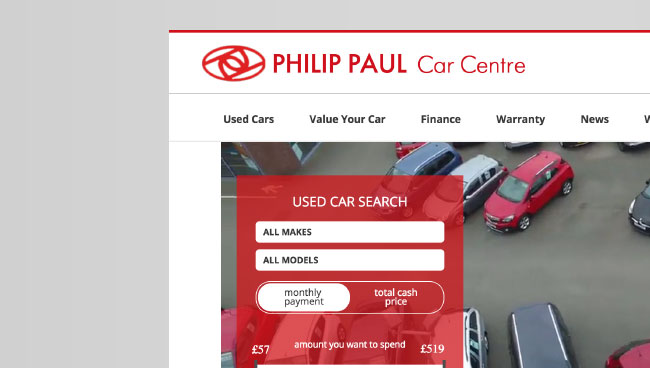 PHILIP PAUL Car Centre
Used Cars Value Your Car Finance Warranty News W
USED CAR SEARCH
ALL MAKES
ALL MODELS
monthly payment
total cash price
£57 amount you want to spend £519